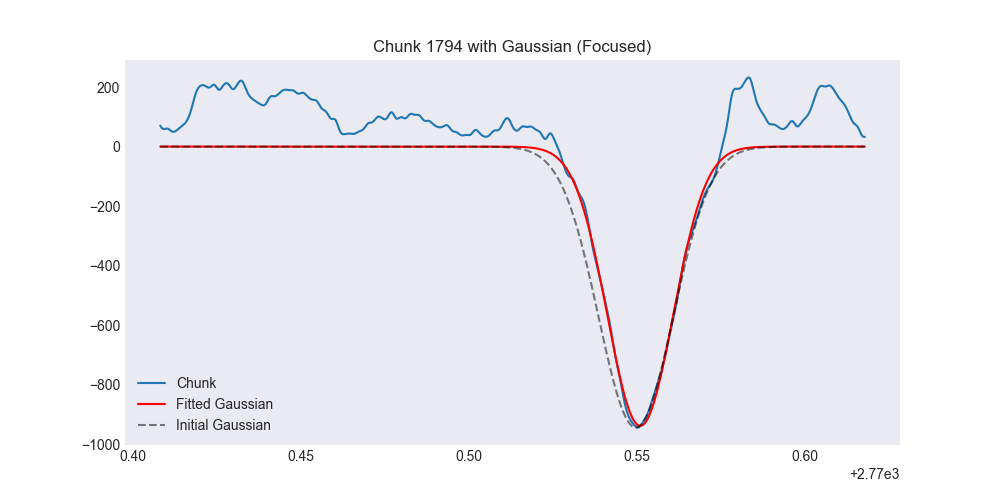 Chunk 1794 with Gaussian (Focused)
200
0
−200
−400
−600
−800
−1000
Chunk
Fitted Gaussian
Initial Gaussian
0.40 0.45 0.50 0.55 0.60
+2.77e3